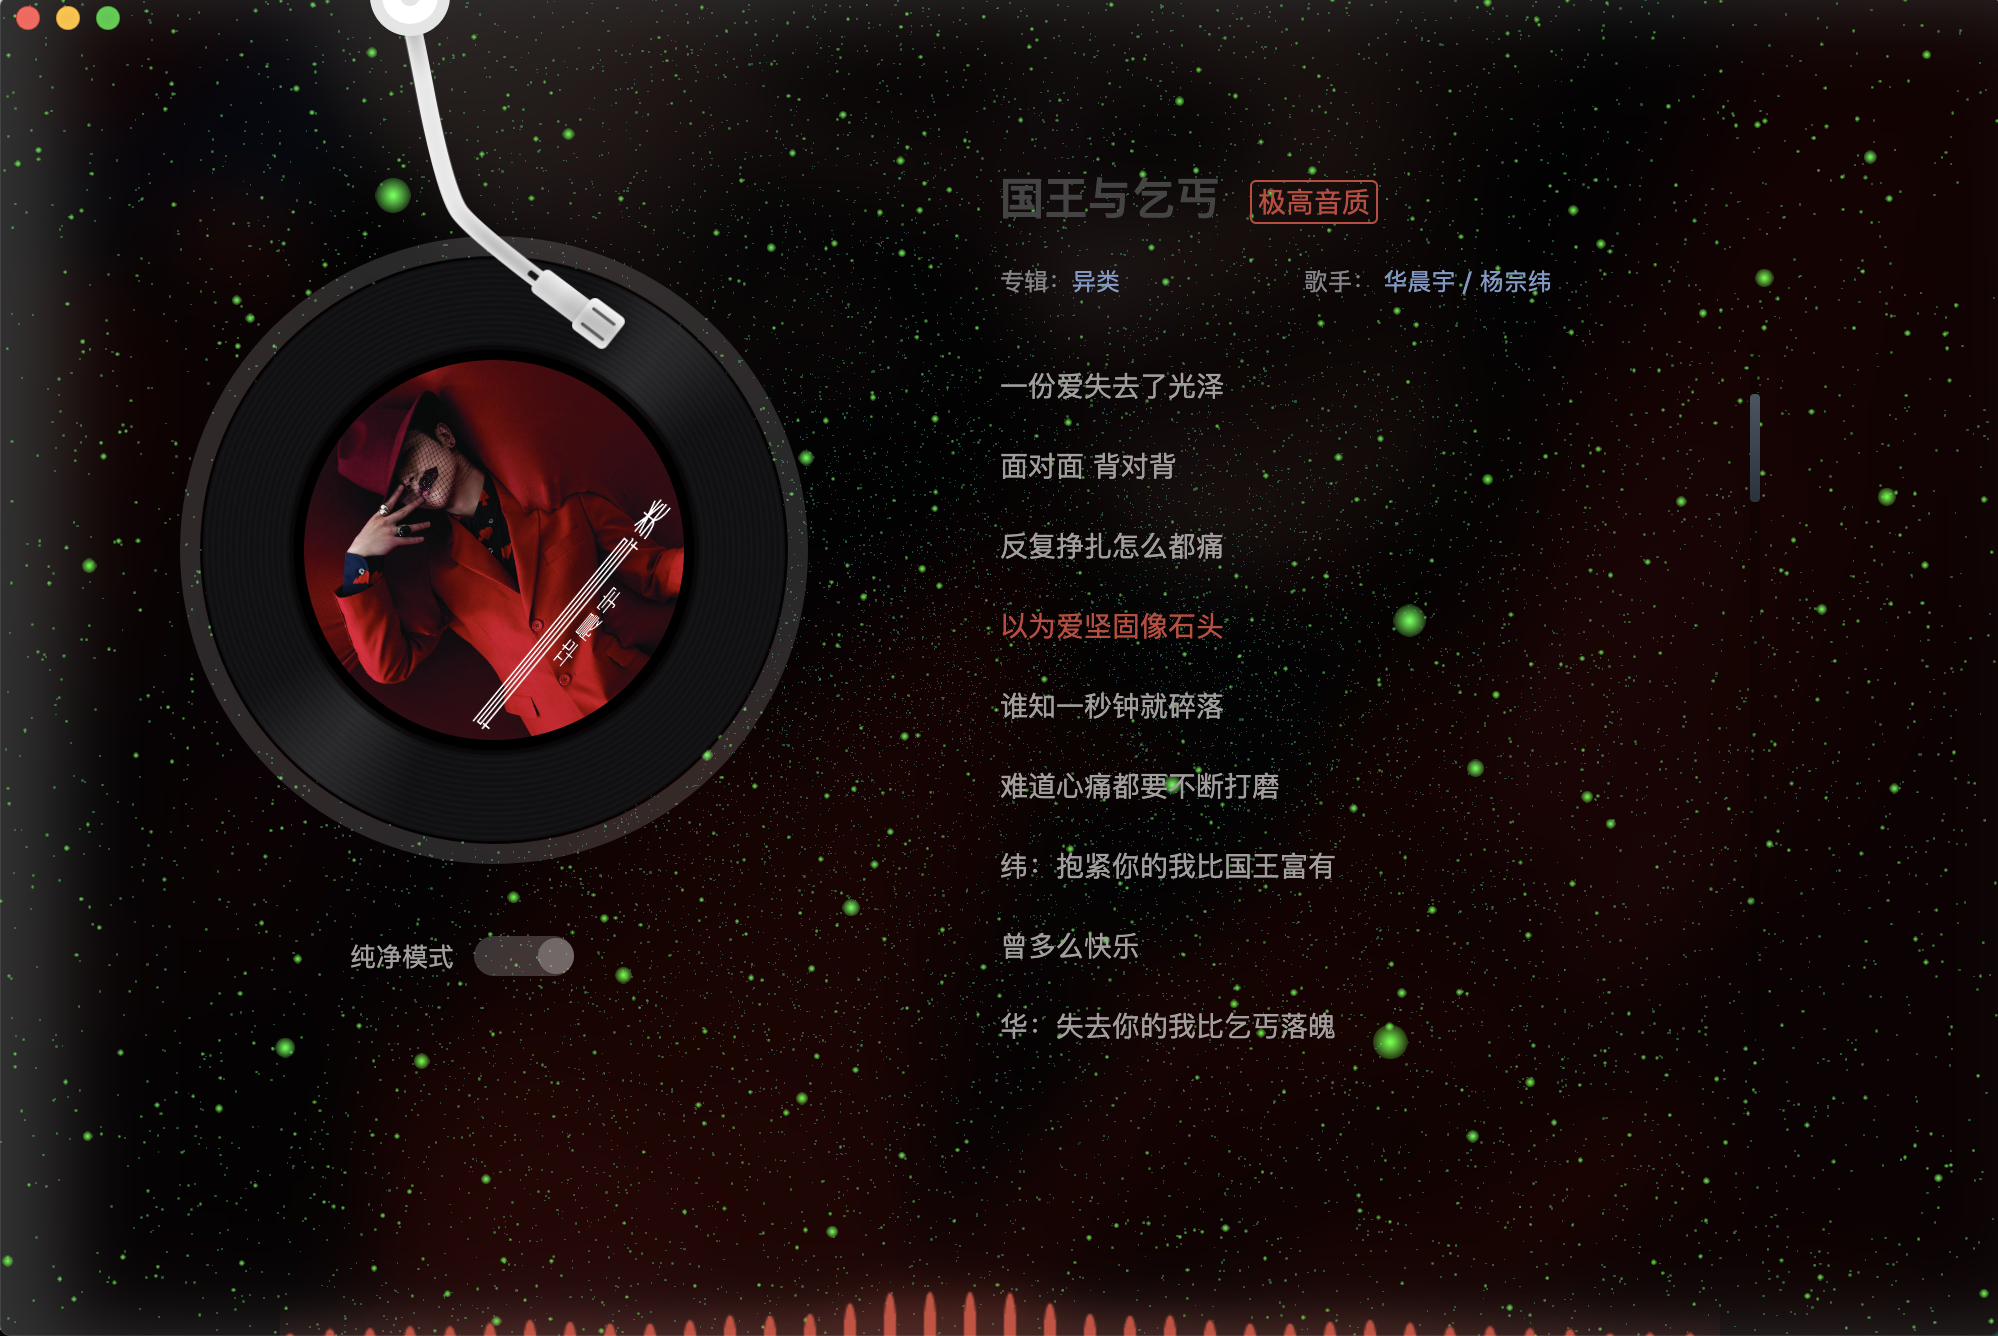 国王与乞丐 极高音质
专辑：异类 歌手： 华晨宇 / 杨宗纬
一份爱失去了光泽
面对面 背对背
反复挣扎怎么都痛
以为爱坚固像石头
谁知一秒钟就碎落
难道心痛都要不断打磨
纬：抱紧你的我比国王富有
曾多么快乐
华：失去你的我比乞丐落魄
华晨宇
纯净模式